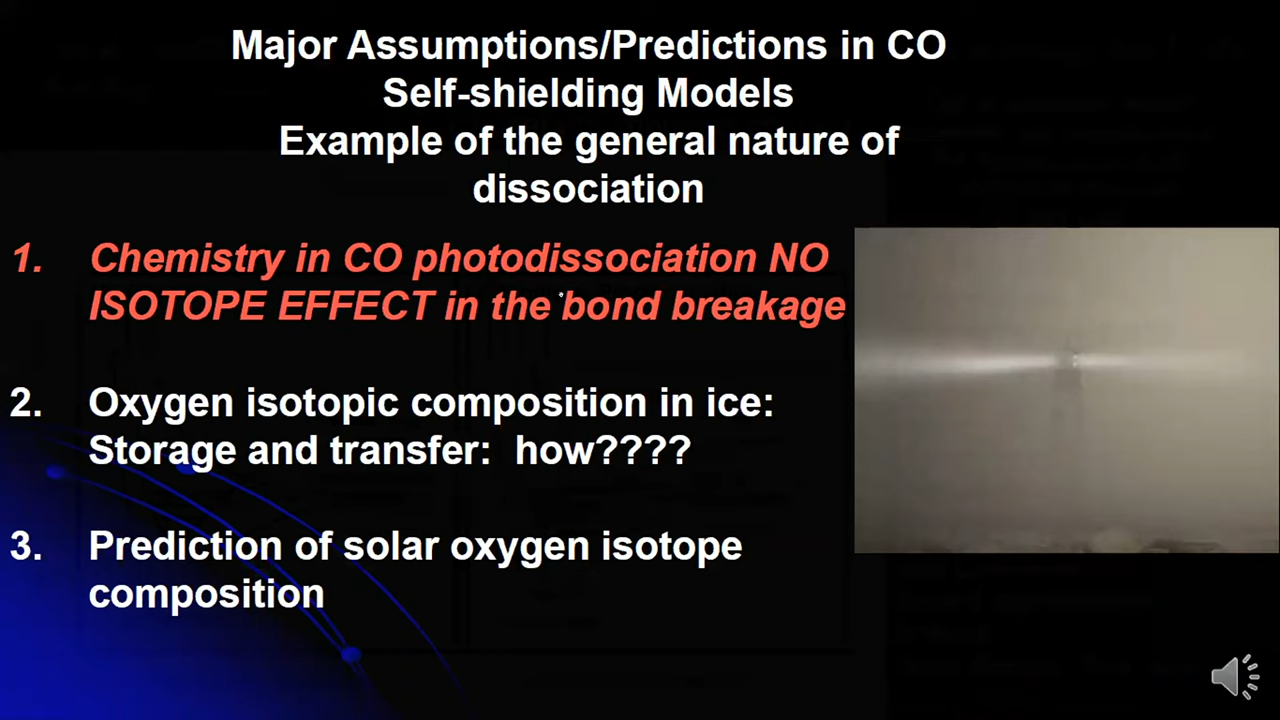 Major Assumptions/Predictions in CO
Self-shielding Models
Example of the general nature of
dissociation
1. Chemistry in CO photodissociation NO
ISOTOPE EFFECT in the bond breakage
2. Oxygen isotopic composition in ice:
Storage and transfer: how????
3. Prediction of solar oxygen isotope
composition